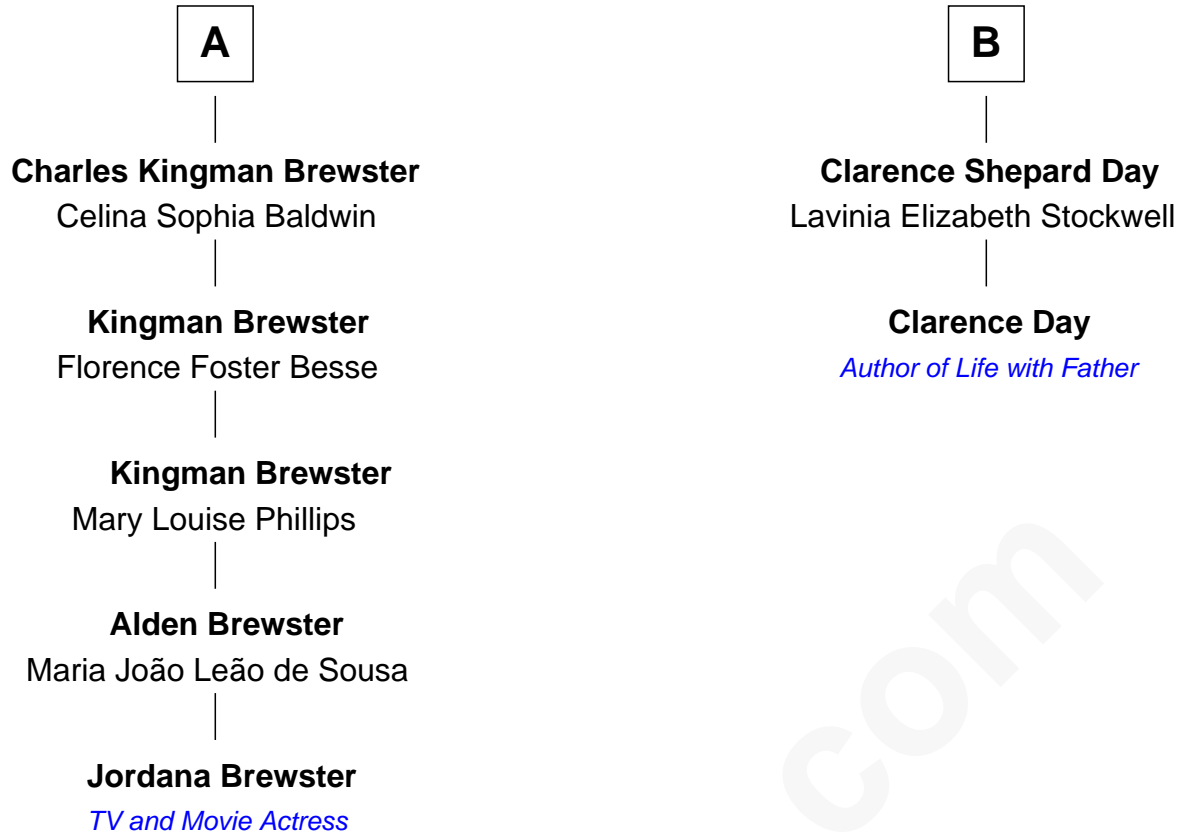 A
Charles Kingman Brewster
Celina Sophia Baldwin
Kingman Brewster
Florence Foster Besse
Kingman Brewster
Mary Louise Phillips
Alden Brewster
Maria João Leão de Sousa
Jordana Brewster
TV and Movie Actress
B
Clarence Shepard Day
Lavinia Elizabeth Stockwell
Clarence Day
Author of Life with Father
com